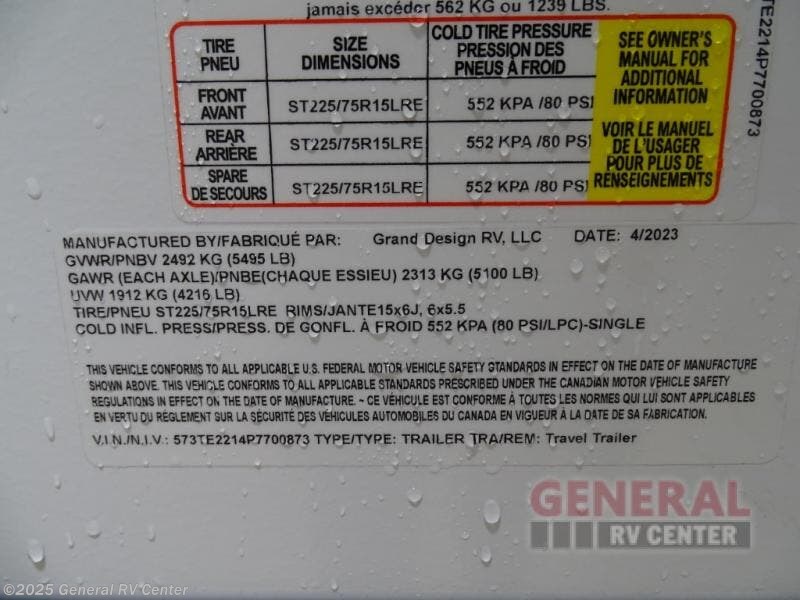 jamais excéder 562 KG ou 1239 LBS.
TIRE PNEU SIZE DIMENSIONS COLD TIRE PRESSURE PRESSION DES PNEUS À FROID
FRONT AVANT ST225/75R15LRE 552 KPA /80 PSI
REAR ARRIÈRE ST225/75R15LRE 552 KPA /80 PSI
SPARE DE SECOURS ST225/75R15LRE 552 KPA /80 PSI
SEE OWNER'S
MANUAL FOR
ADDITIONAL
INFORMATION
VOIR LE MANUEL
DE L'USAGER
POUR PLUS DE
RENSEIGNEMENTS
TE2214P7700873
MANUFACTURED BY/FABRIQUÉ PAR: Grand Design RV, LLC DATE: 4/2023
GVWR/PNBV 2492 KG (5495 LB)
GAWR (EACH AXLE)/PNBE(CHAQUE ESSIEU) 2313 KG (5100 LB)
UVW 1912 KG (4216 LB)
TIRE/PNEU ST225/75R15LRE RIMS/JANTE15x6J, 6x5.5
COLD INFL. PRESS/PRESS. DE GONFL. À FROID 552 KPA (80 PSI/LPC)-SINGLE
THIS VEHICLE CONFORMS TO ALL APPLICABLE U.S. FEDERAL MOTOR VEHICLE SAFETY STANDARDS IN EFFECT ON THE DATE OF MANUFACTURE
SHOWN ABOVE. THIS VEHICLE CONFORMS TO ALL APPLICABLE STANDARDS PRESCRIBED UNDER THE CANADIAN MOTOR VEHICLE SAFETY
REGULATIONS IN EFFECT ON THE DATE OF MANUFACTURE. ~ CE VÉHICULE EST CONFORME À TOUTES LES NORMES QUI LUI SONT APPLICABLES
EN VERTU DU RÉGLEMENT SUR LA SÉCURITÉ DES VÉHICULES AUTOMOBILES DU CANADA EN VIGUEUR À LA DATE DE SA FABRICATION.
V.I.N./N.I.V.: 573TE2214P7700873 TYPE/TYPE: TRAILER TRA/REM: Travel Trailer
GENERAL
RV CENTER
©2025 General RV Center